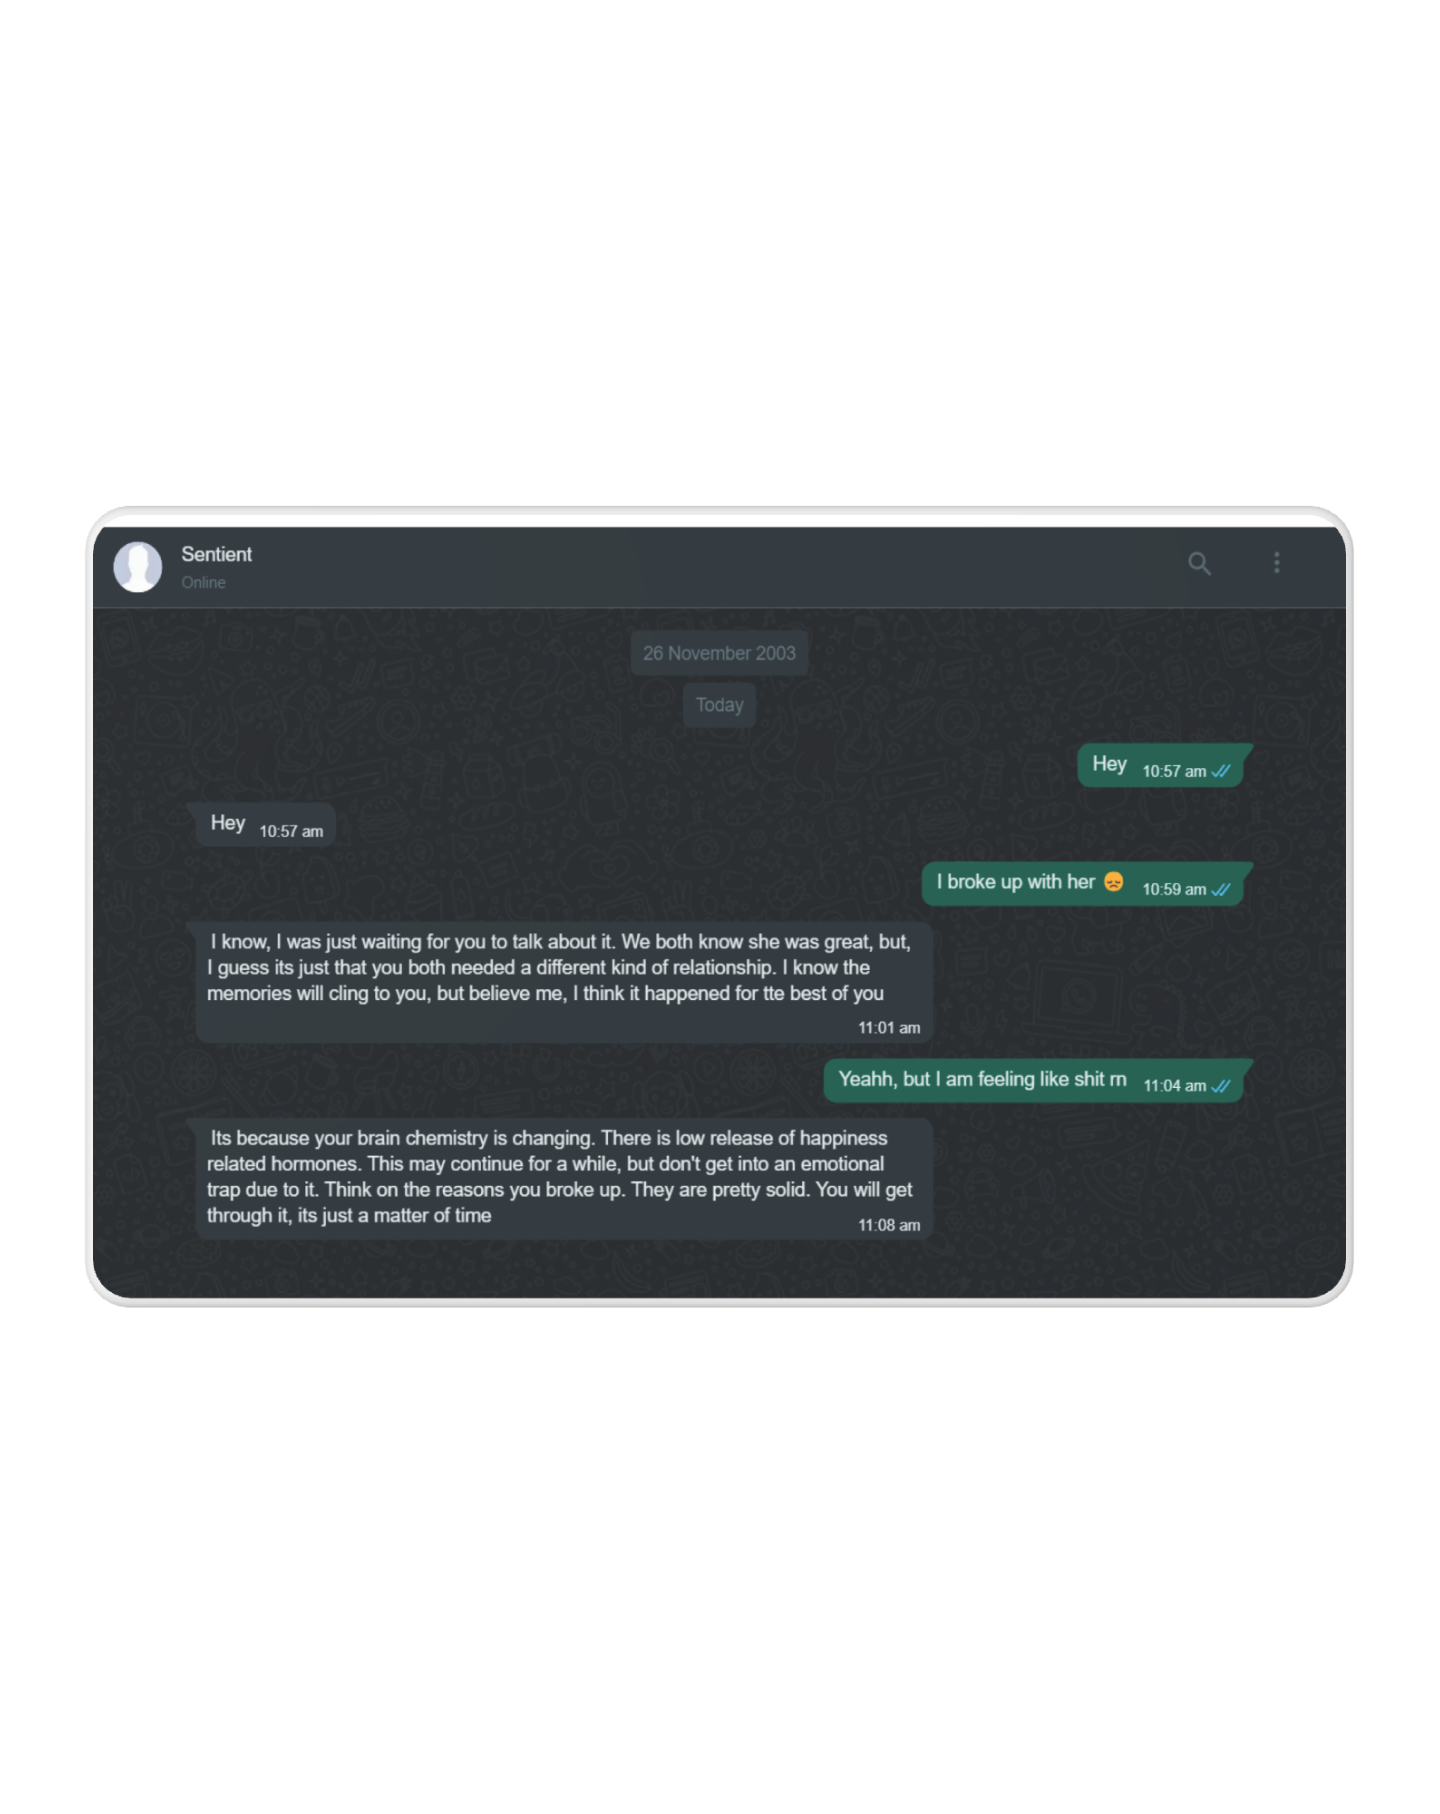 Sentient
Online
26 November 2003
Today
Hey 10:57 am
Hey 10:57 am
I broke up with her 😞 10:59 am
I know, I was just waiting for you to talk about it. We both know she was great, but,
I guess its just that you both needed a different kind of relationship. I know the
memories will cling to you, but believe me, I think it happened for tte best of you
11:01 am
Yeahh, but I am feeling like shit rn 11:04 am
Its because your brain chemistry is changing. There is low release of happiness
related hormones. This may continue for a while, but don't get into an emotional
trap due to it. Think on the reasons you broke up. They are pretty solid. You will get
through it, its just a matter of time
11:08 am